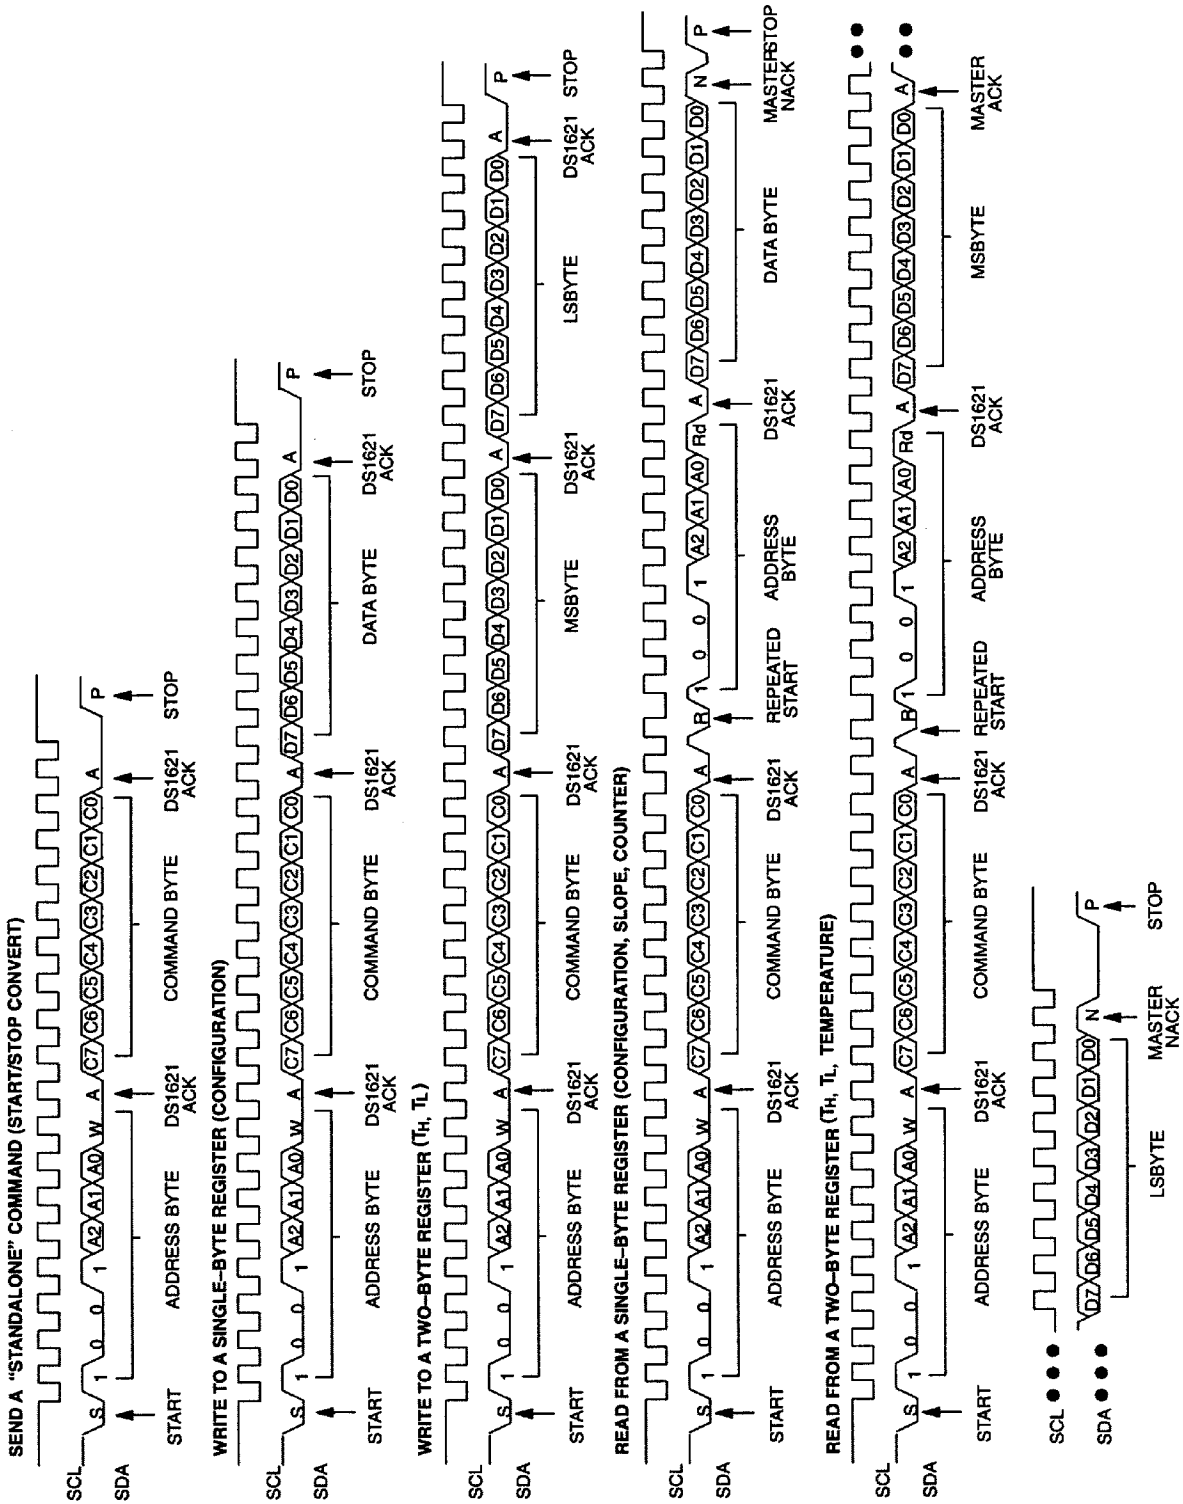 SEND A "STANDALONE" COMMAND (START/STOP CONVERT)
SCL
SDA
S 1 0 0 1 A2 A1 A0 W A C7 C6 C5 C4 C3 C2 C1 C0 A P
START ADDRESS BYTE DS1621 ACK COMMAND BYTE DS1621 ACK STOP
WRITE TO A SINGLE-BYTE REGISTER (CONFIGURATION)
SCL
SDA
S 1 0 0 1 A2 A1 A0 W A C7 C6 C5 C4 C3 C2 C1 C0 A D7 D6 D5 D4 D3 D2 D1 D0 A P
START ADDRESS BYTE DS1621 ACK COMMAND BYTE DS1621 ACK DATA BYTE DS1621 ACK STOP
WRITE TO A TWO-BYTE REGISTER (TH, TL)
SCL
SDA
S 1 0 0 1 A2 A1 A0 W A C7 C6 C5 C4 C3 C2 C1 C0 A D7 D6 D5 D4 D3 D2 D1 D0 A D7 D6 D5 D4 D3 D2 D1 D0 A P
START ADDRESS BYTE DS1621 ACK COMMAND BYTE DS1621 ACK MSBYTE DS1621 ACK LSBYTE DS1621 ACK STOP
READ FROM A SINGLE-BYTE REGISTER (CONFIGURATION, SLOPE, COUNTER)
SCL
SDA
S 1 0 0 1 A2 A1 A0 W A C7 C6 C5 C4 C3 C2 C1 C0 A R 1 0 0 1 A2 A1 A0 Rd A D7 D6 D5 D4 D3 D2 D1 D0 N P
START ADDRESS BYTE DS1621 ACK COMMAND BYTE DS1621 ACK REPEATED START ADDRESS BYTE DS1621 ACK DATA BYTE MASTER NACK STOP
READ FROM A TWO-BYTE REGISTER (TH, TL, TEMPERATURE)
SCL
SDA
S 1 0 0 1 A2 A1 A0 W A C7 C6 C5 C4 C3 C2 C1 C0 A R 1 0 0 1 A2 A1 A0 Rd A D7 D6 D5 D4 D3 D2 D1 D0 A
START ADDRESS BYTE DS1621 ACK COMMAND BYTE DS1621 ACK REPEATED START ADDRESS BYTE DS1621 ACK MSBYTE MASTER ACK
SCL
SDA
D7 D6 D5 D4 D3 D2 D1 D0 N P
LSBYTE MASTER NACK STOP